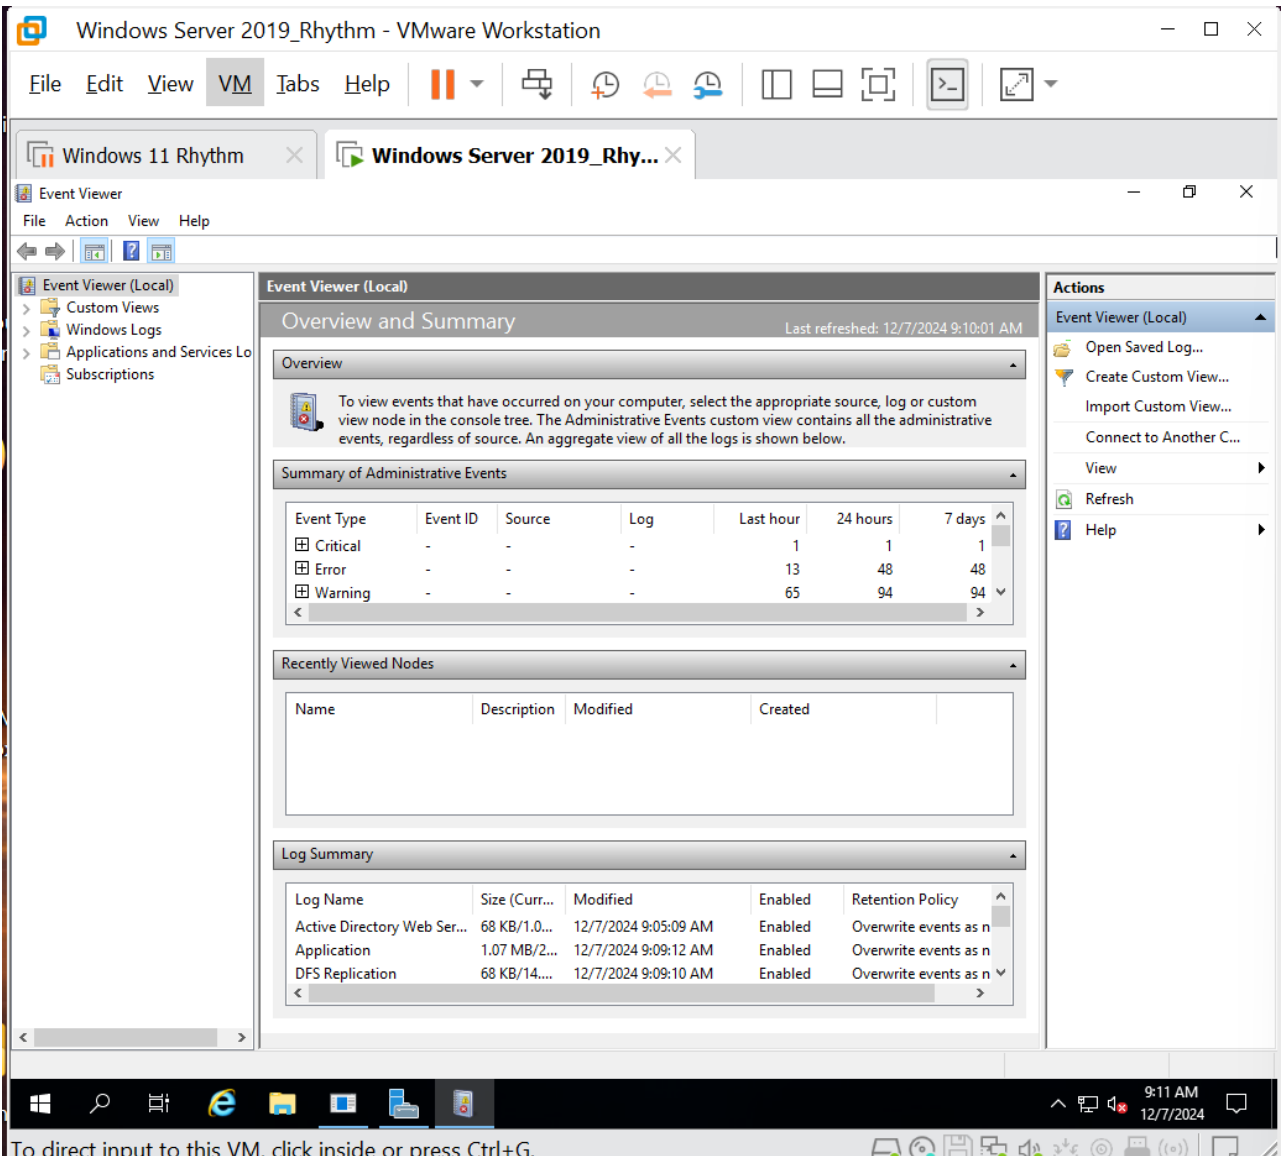 Windows Server 2019_Rhythm - VMware Workstation
File Edit View VM Tabs Help
Windows 11 Rhythm
Windows Server 2019_Rhy...
Event Viewer
File Action View Help
Event Viewer (Local)
Custom Views
Windows Logs
Applications and Services Lo
Subscriptions
Event Viewer (Local)
Overview and Summary
Last refreshed: 12/7/2024 9:10:01 AM
Overview
To view events that have occurred on your computer, select the appropriate source, log or custom
view node in the console tree. The Administrative Events custom view contains all the administrative
events, regardless of source. An aggregate view of all the logs is shown below.
Summary of Administrative Events
Event Type Event ID Source Log Last hour 24 hours 7 days
Critical - - - 1 1 1
Error - - - 13 48 48
Warning - - - 65 94 94
Recently Viewed Nodes
Name Description Modified Created
Log Summary
Log Name Size (Curr... Modified Enabled Retention Policy
Active Directory Web Ser... 68 KB/1.0... 12/7/2024 9:05:09 AM Enabled Overwrite events as n
Application 1.07 MB/2... 12/7/2024 9:09:12 AM Enabled Overwrite events as n
DFS Replication 68 KB/14.... 12/7/2024 9:09:10 AM Enabled Overwrite events as n
Actions
Event Viewer (Local)
Open Saved Log...
Create Custom View...
Import Custom View...
Connect to Another C...
View
Refresh
Help
9:11 AM
12/7/2024
To direct input to this VM, click inside or press Ctrl+G.